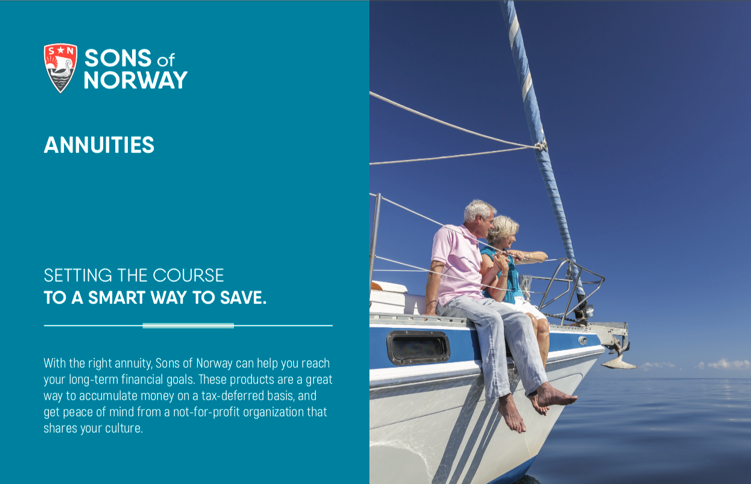 S ★ N
SONS of
NORWAY
ANNUITIES
SETTING THE COURSE
TO A SMART WAY TO SAVE.
With the right annuity, Sons of Norway can help you reach
your long-term financial goals. These products are a great
way to accumulate money on a tax-deferred basis, and
get peace of mind from a not-for-profit organization that
shares your culture.